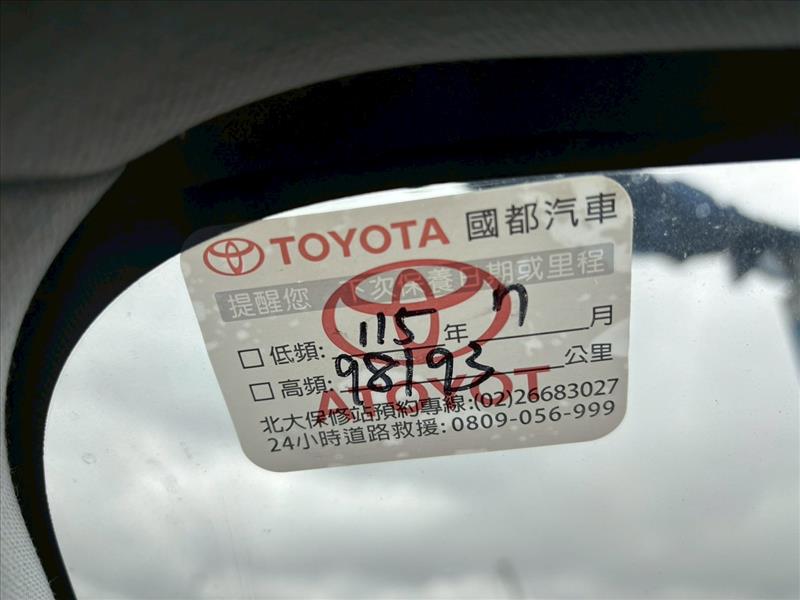 TOYOTA 國都汽車
提醒您 下次保養日期或里程
□ 低頻: 115 年 7 月
□ 高頻: 98193 公里
北大保修站預約專線:(02)26683027
24小時道路救援:0809-056-999